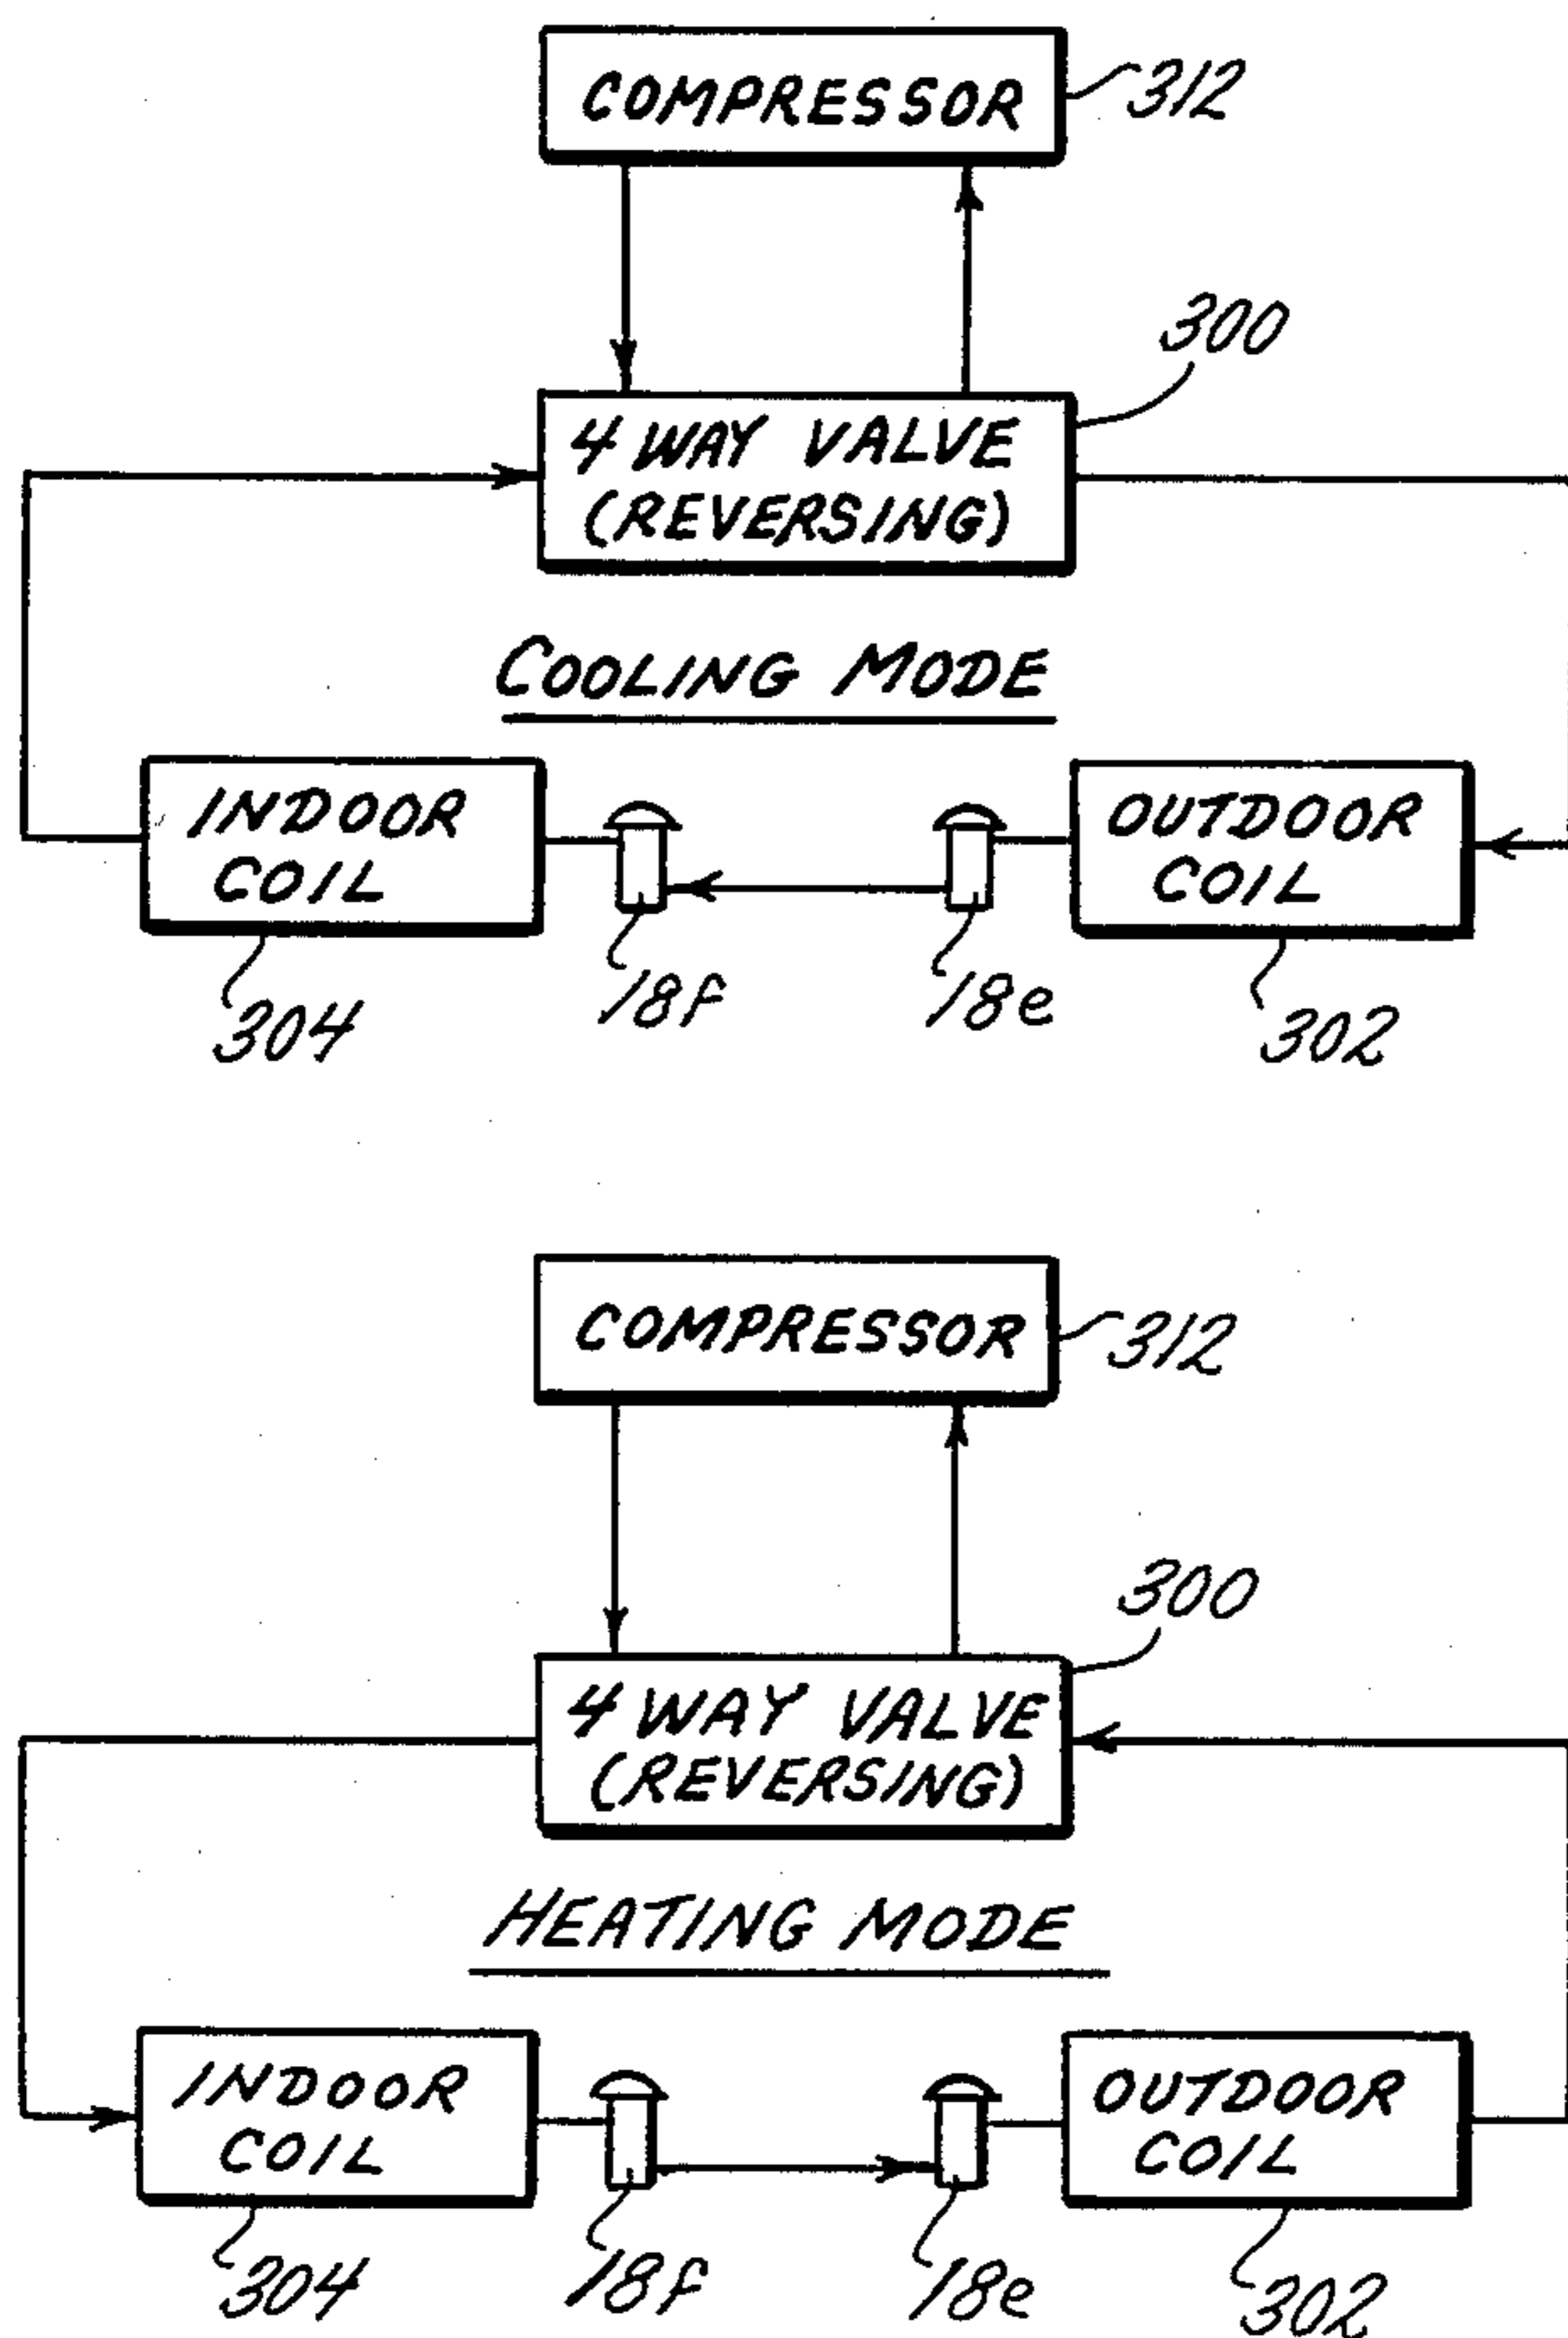 COMPRESSOR
312
300
4 WAY VALVE
(REVERSING)
COOLING MODE
INDOOR
COIL
OUTDOOR
COIL
304
18f
18e
302
COMPRESSOR
312
300
4 WAY VALVE
(REVERSING)
HEATING MODE
INDOOR
COIL
OUTDOOR
COIL
304
18f
18e
302